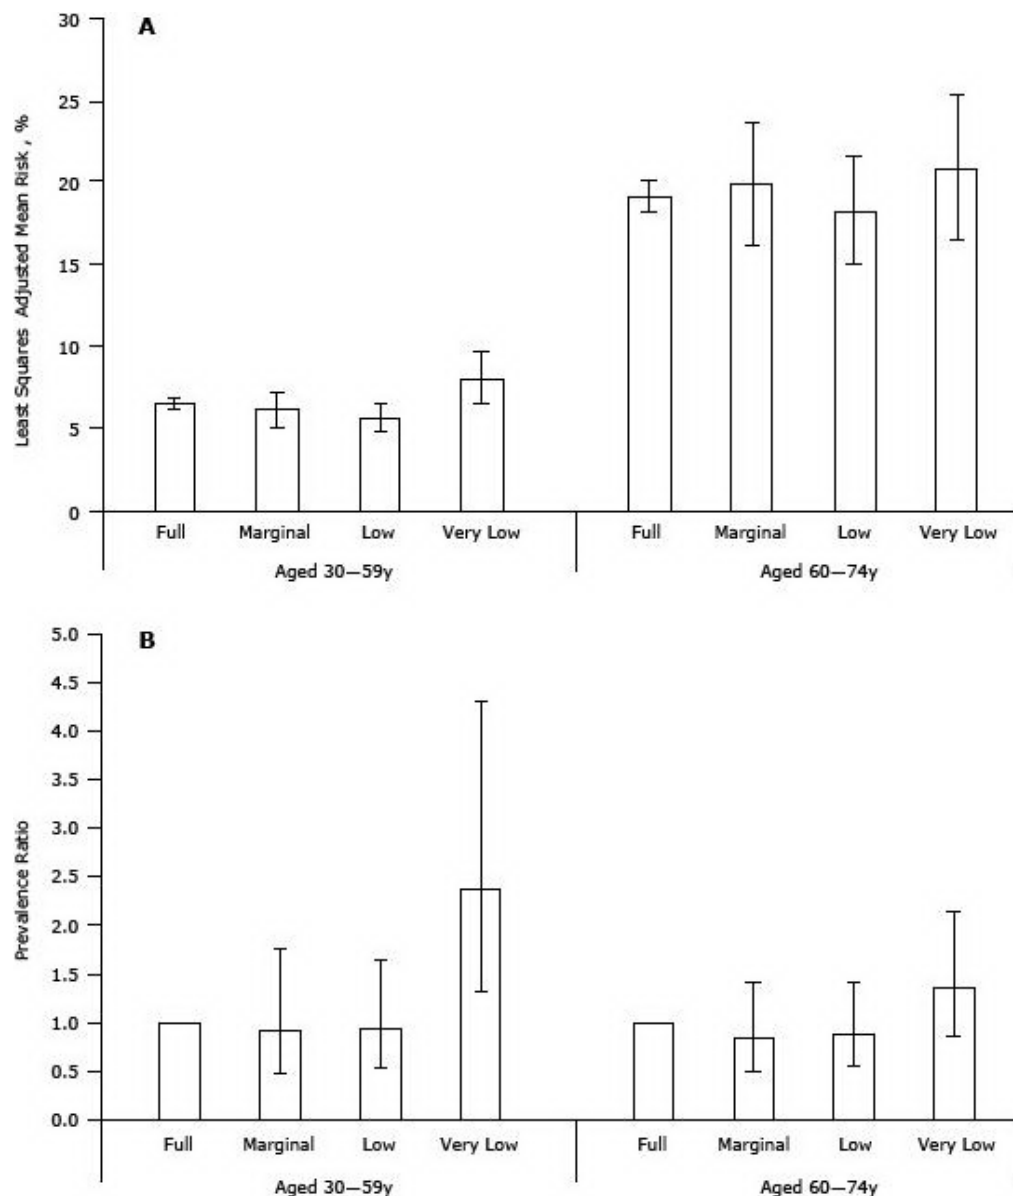 A
Least Squares Adjusted Mean Risk , %
30
25
20
15
10
5
0
Full Marginal Low Very Low Full Marginal Low Very Low
Aged 30—59y Aged 60—74y
B
Prevalence Ratio
5.0
4.5
4.0
3.5
3.0
2.5
2.0
1.5
1.0
0.5
0.0
Full Marginal Low Very Low Full Marginal Low Very Low
Aged 30—59y Aged 60—74y